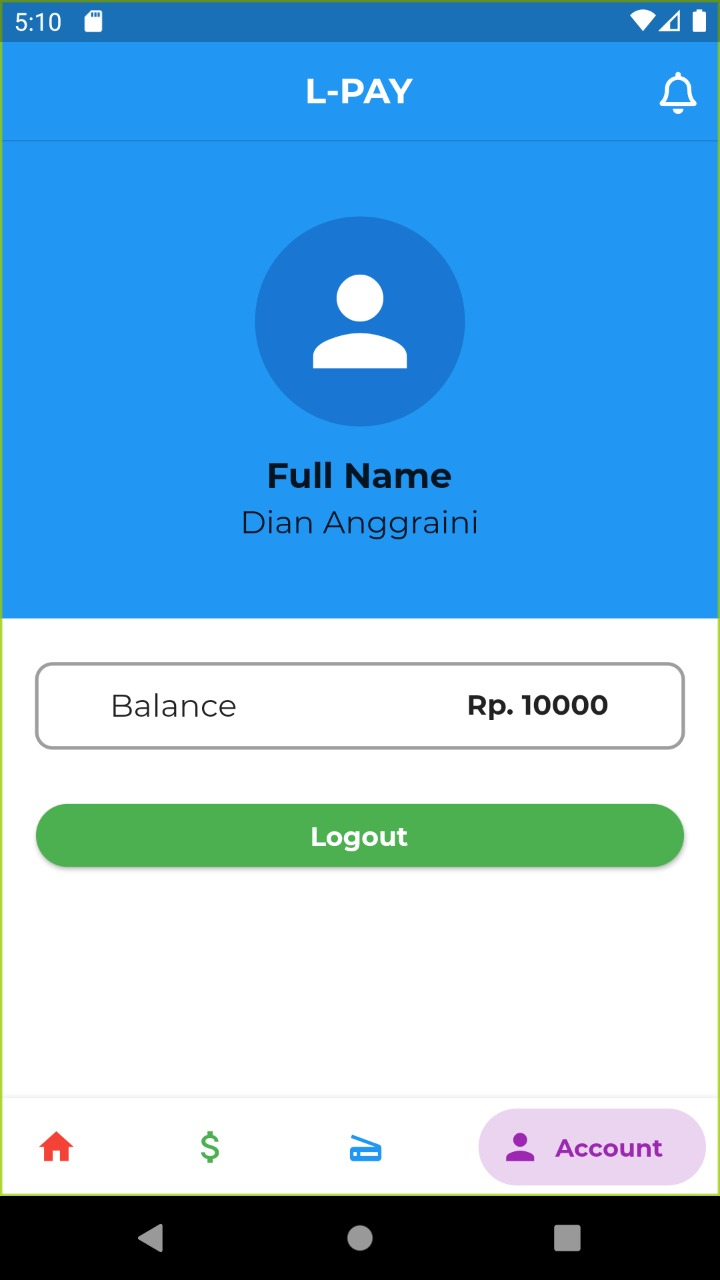 5:10
L-PAY
Full Name
Dian Anggraini
Balance Rp. 10000
Logout
Account